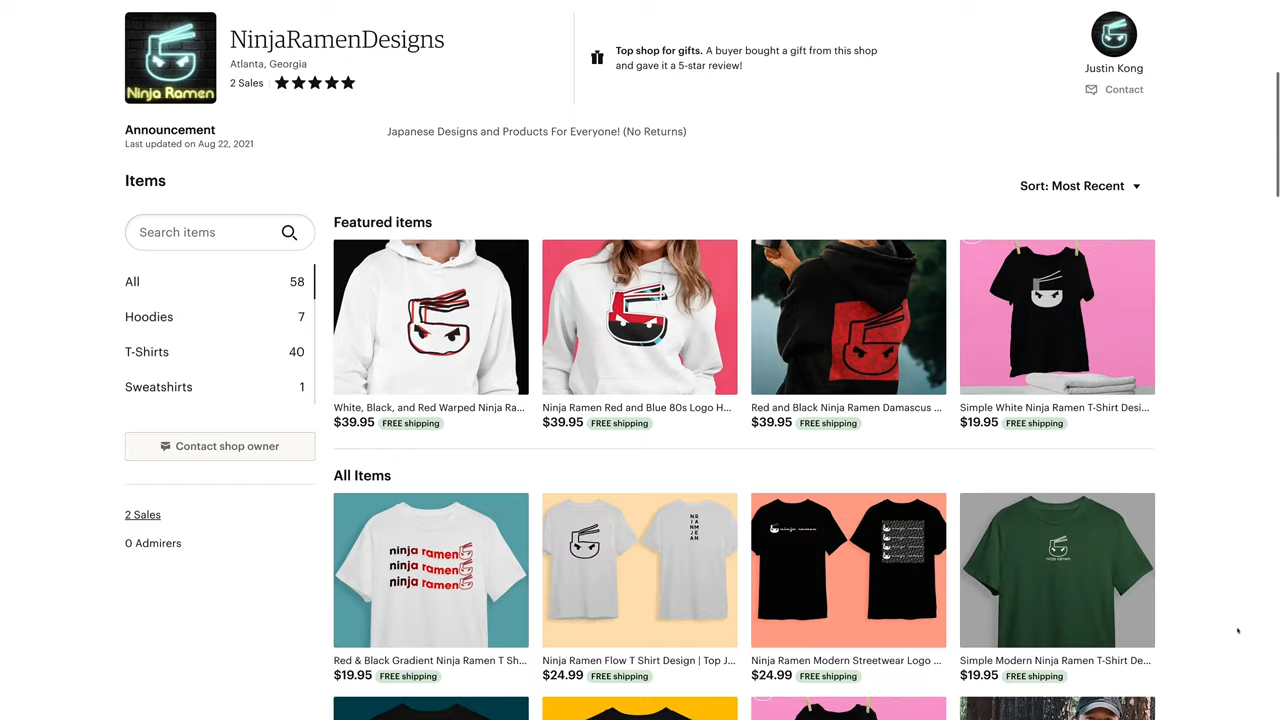 NinjaRamenDesigns
Atlanta, Georgia
2 Sales
Ninja Ramen
Top shop for gifts. A buyer bought a gift from this shop
and gave it a 5-star review!
Justin Kong
Contact
Announcement
Last updated on Aug 22, 2021
Japanese Designs and Products For Everyone! (No Returns)
Items
Sort: Most Recent
Search items
All 58
Hoodies 7
T-Shirts 40
Sweatshirts 1
Contact shop owner
2 Sales
0 Admirers
Featured items
White, Black, and Red Warped Ninja Ra...
$39.95 FREE shipping
Ninja Ramen Red and Blue 80s Logo H...
$39.95 FREE shipping
Red and Black Ninja Ramen Damascus ...
$39.95 FREE shipping
Simple White Ninja Ramen T-Shirt Desi...
$19.95 FREE shipping
All Items
ninja ramen
ninja ramen
ninja ramen
ninja ramen
ninja ramen
Red & Black Gradient Ninja Ramen T Sh...
$19.95 FREE shipping
Ninja Ramen Flow T Shirt Design | Top J...
$24.99 FREE shipping
Ninja Ramen Modern Streetwear Logo ...
$24.99 FREE shipping
Simple Modern Ninja Ramen T-Shirt De...
$19.95 FREE shipping